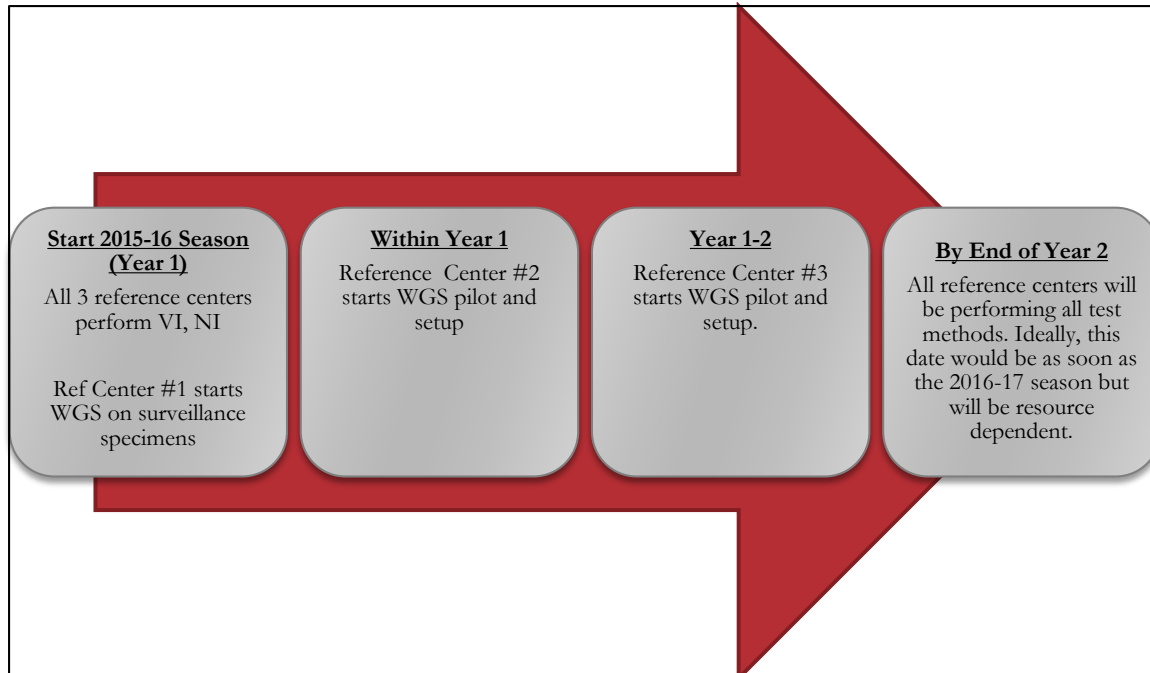 Start 2015-16 Season
(Year 1)
All 3 reference centers
perform VI, NI
Ref Center #1 starts
WGS on surveillance
specimens
Within Year 1
Reference Center #2
starts WGS pilot and
setup
Year 1-2
Reference Center #3
starts WGS pilot and
setup.
By End of Year 2
All reference centers will
be performing all test
methods. Ideally, this
date would be as soon as
the 2016-17 season but
will be resource
dependent.